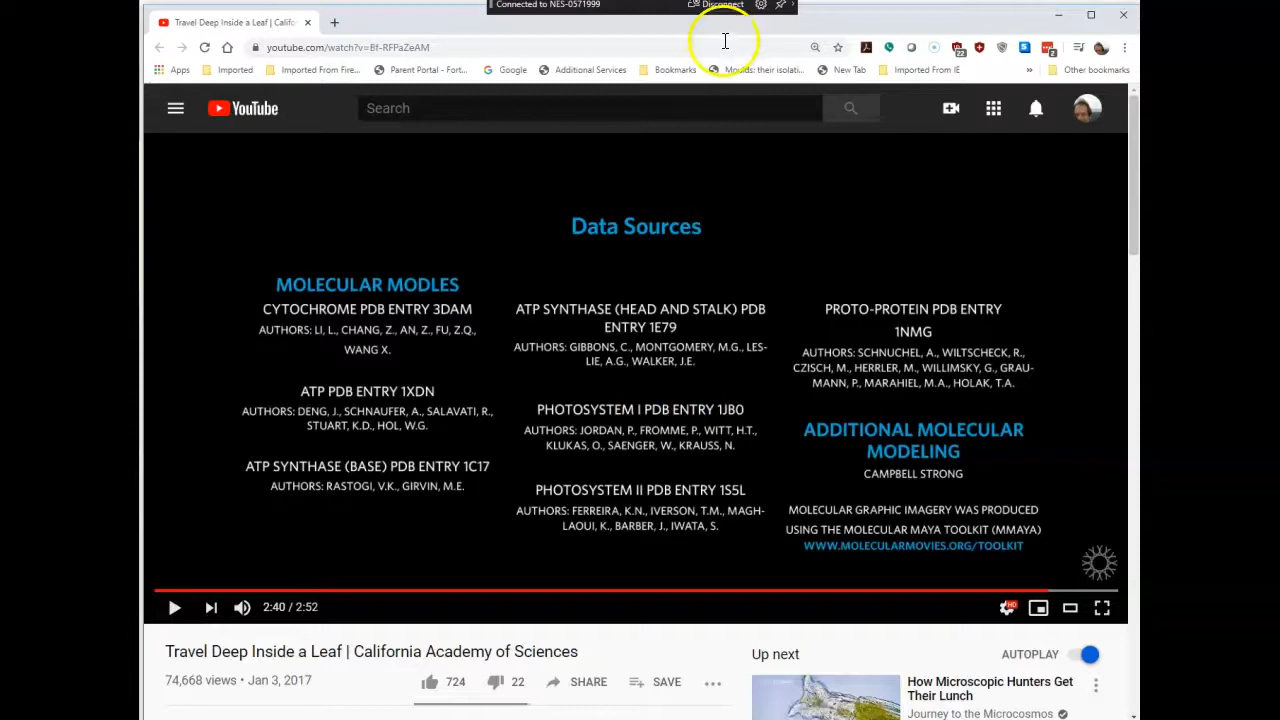 Connected to NES-0571999
Disconnect
Travel Deep Inside a Leaf | Califo
youtube.com/watch?v=Bf-RFPaZeAM
22
2
Apps
Imported
Imported From Fire...
Parent Portal - Fort...
Google
Additional Services
Bookmarks
Moulds: their isolati...
New Tab
Imported From IE
»
Other bookmarks
YouTube
Search
Data Sources
MOLECULAR MODLES
CYTOCHROME PDB ENTRY 3DAM
AUTHORS: LI, L., CHANG, Z., AN, Z., FU, Z.Q.,
WANG X.
ATP PDB ENTRY 1XDN
AUTHORS: DENG, J., SCHNAUFER, A., SALAVATI, R.,
STUART, K.D., HOL, W.G.
ATP SYNTHASE (BASE) PDB ENTRY 1C17
AUTHORS: RASTOGI, V.K., GIRVIN, M.E.
ATP SYNTHASE (HEAD AND STALK) PDB
ENTRY 1E79
AUTHORS: GIBBONS, C., MONTGOMERY, M.G., LES-
LIE, A.G., WALKER, J.E.
PHOTOSYSTEM I PDB ENTRY 1JB0
AUTHORS: JORDAN, P., FROMME, P., WITT, H.T.,
KLUKAS, O., SAENGER, W., KRAUSS, N.
PHOTOSYSTEM II PDB ENTRY 1S5L
AUTHORS: FERREIRA, K.N., IVERSON, T.M., MAGH-
LAOUI, K., BARBER, J., IWATA, S.
PROTO-PROTEIN PDB ENTRY
1NMG
AUTHORS: SCHNUCHEL, A., WILTSCHECK, R.,
CZISCH, M., HERRLER, M., WILLIMSKY, G., GRAU-
MANN, P., MARAHIEL, M.A., HOLAK, T.A.
ADDITIONAL MOLECULAR
MODELING
CAMPBELL STRONG
MOLECULAR GRAPHIC IMAGERY WAS PRODUCED
USING THE MOLECULAR MAYA TOOLKIT (MMAYA)
WWW.MOLECULARMOVIES.ORG/TOOLKIT
2:40 / 2:52
HD
Travel Deep Inside a Leaf | California Academy of Sciences
74,668 views • Jan 3, 2017
724
22
SHARE
SAVE
Up next
AUTOPLAY
How Microscopic Hunters Get
Their Lunch
Journey to the Microcosmos